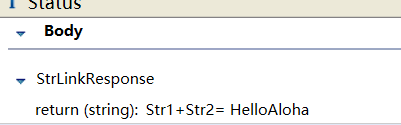 Status
Body
StrLinkResponse
return (string): Str1+Str2= HelloAloha